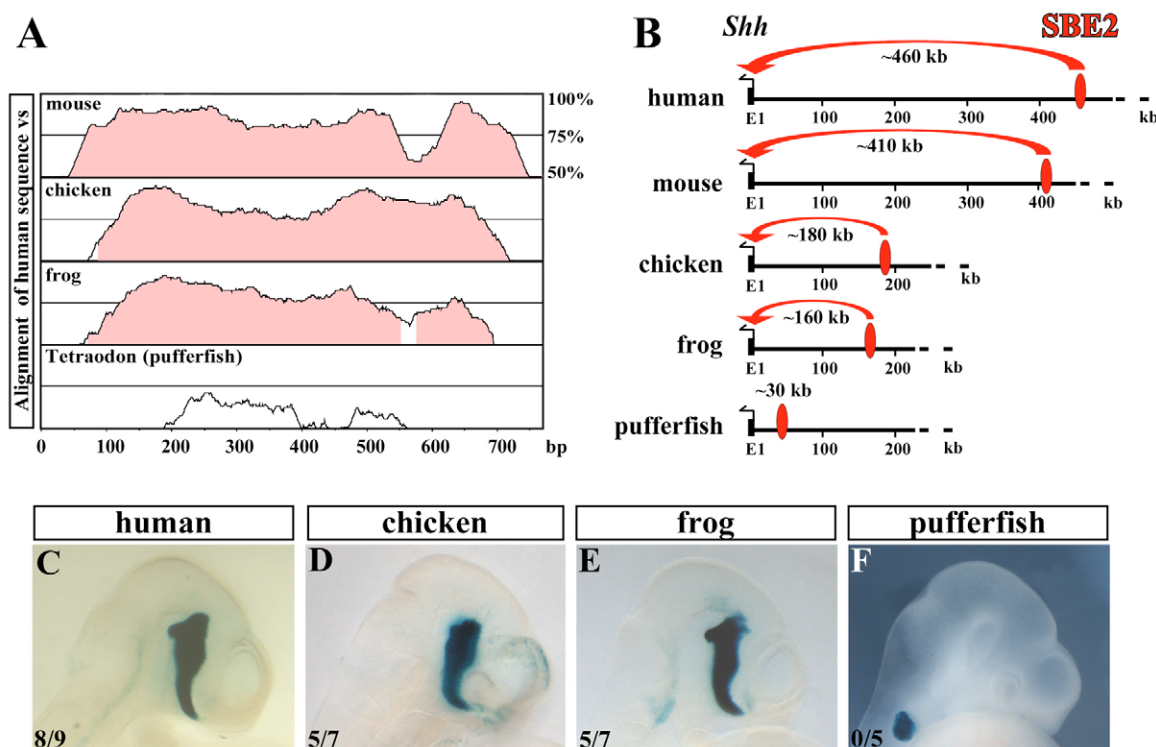 A
Alignment of human sequence vs
mouse
100%
75%
50%
chicken
frog
Tetraodon (pufferfish)
0 100 200 300 400 500 600 700 bp
B
Shh SBE2
~460 kb
human
E1 100 200 300 400 kb
~410 kb
mouse
E1 100 200 300 400 kb
~180 kb
chicken
E1 100 200 kb
~160 kb
frog
E1 100 200 kb
~30 kb
pufferfish
E1 100 200 kb
human chicken frog pufferfish
C D E F
8/9 5/7 5/7 0/5